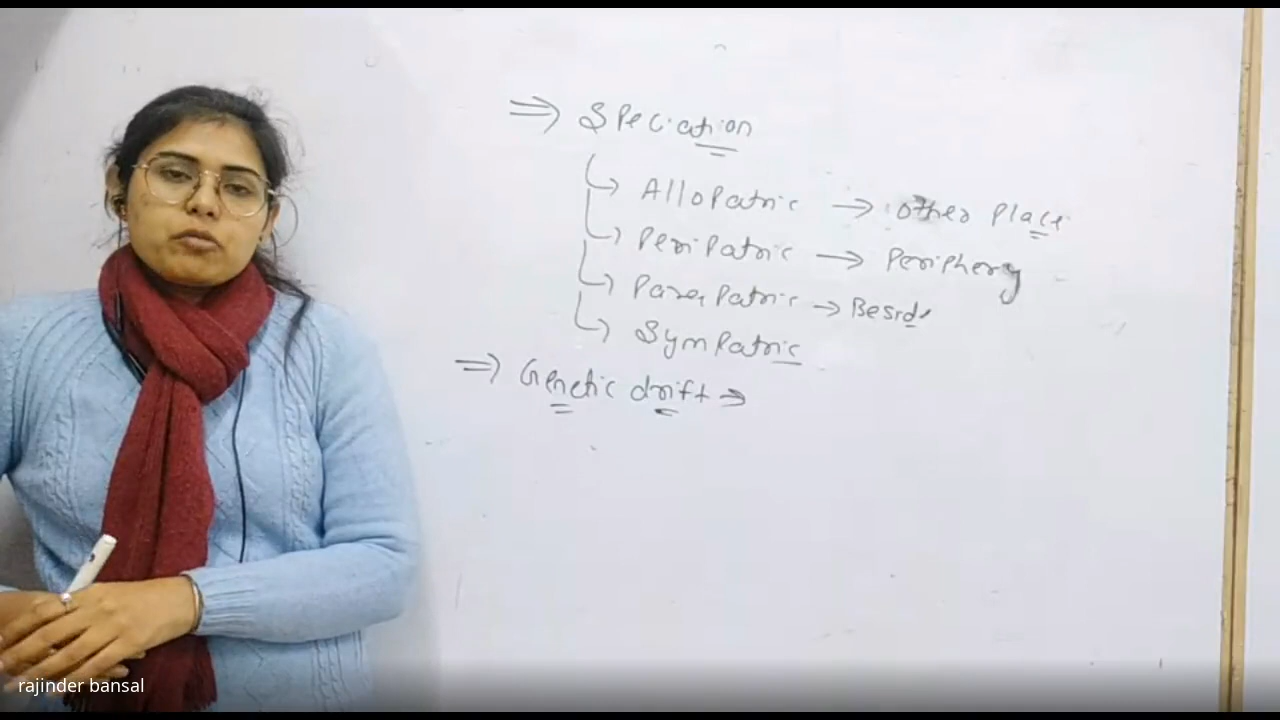 ⇒ Speciation
↳ Allopatric → other place
↳ Peripatric → Periphery
↳ Parapatric → Beside
↳ Sympatric
⇒ Genetic drift →
rajinder bansal